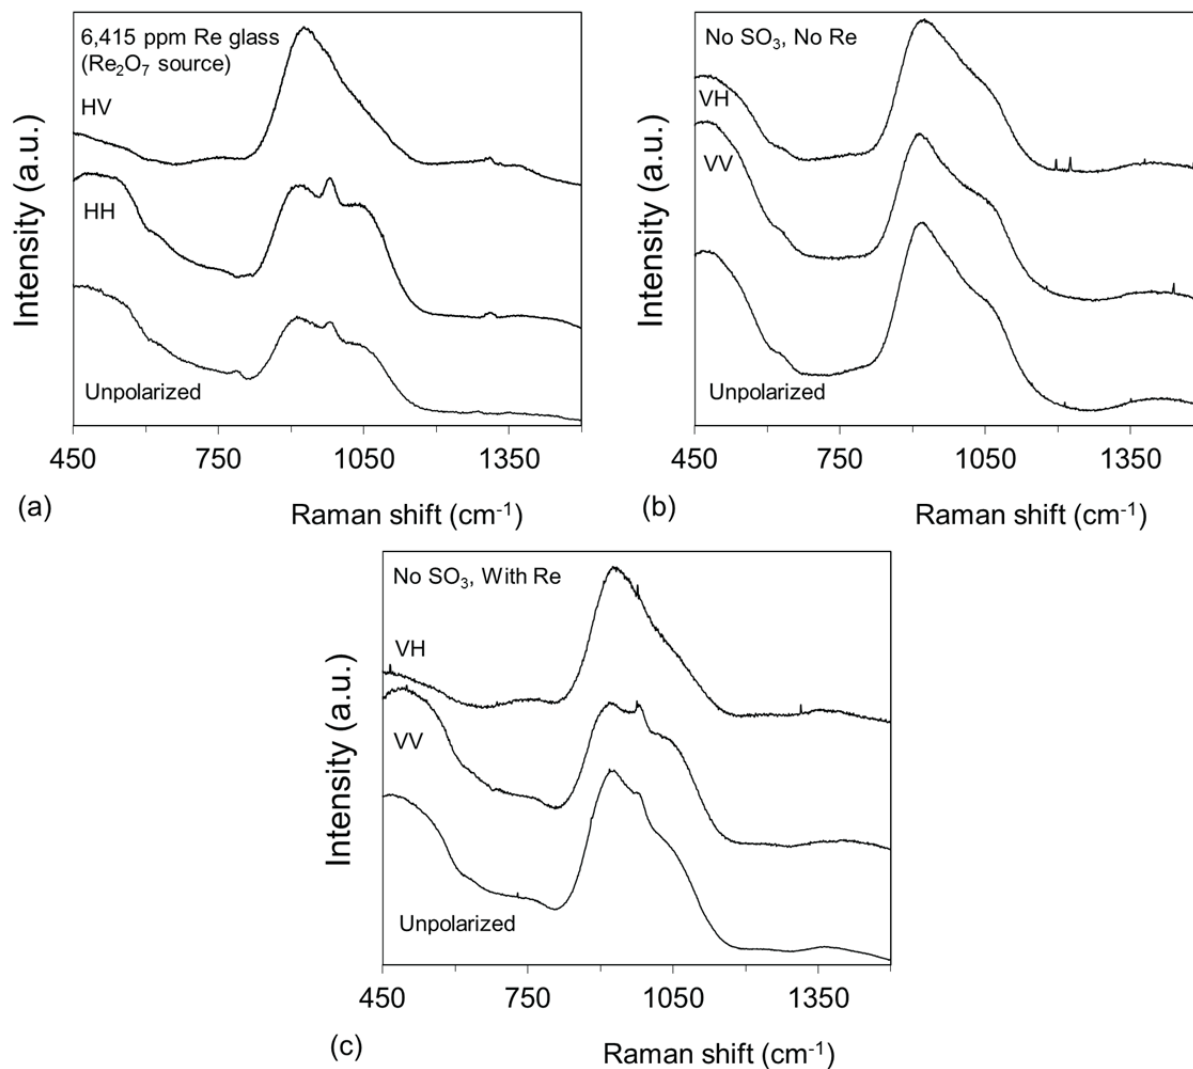 6,415 ppm Re glass
(Re₂O₇ source)
HV
HH
Unpolarized
Intensity (a.u.)
450 750 1050 1350
(a)
Raman shift (cm⁻¹)
No SO₃, No Re
VH
VV
Unpolarized
Intensity (a.u.)
450 750 1050 1350
(b)
Raman shift (cm⁻¹)
No SO₃, With Re
VH
VV
Unpolarized
Intensity (a.u.)
450 750 1050 1350
(c)
Raman shift (cm⁻¹)